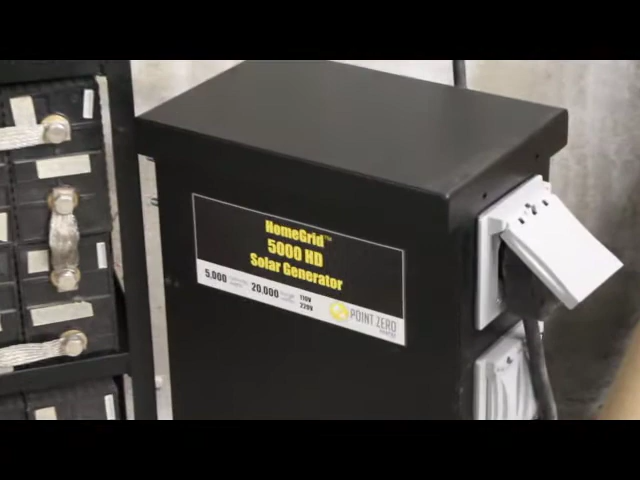 HomeGrid™
5000 HD
Solar Generator
5,000
20,000
110V
220V
POINT ZERO